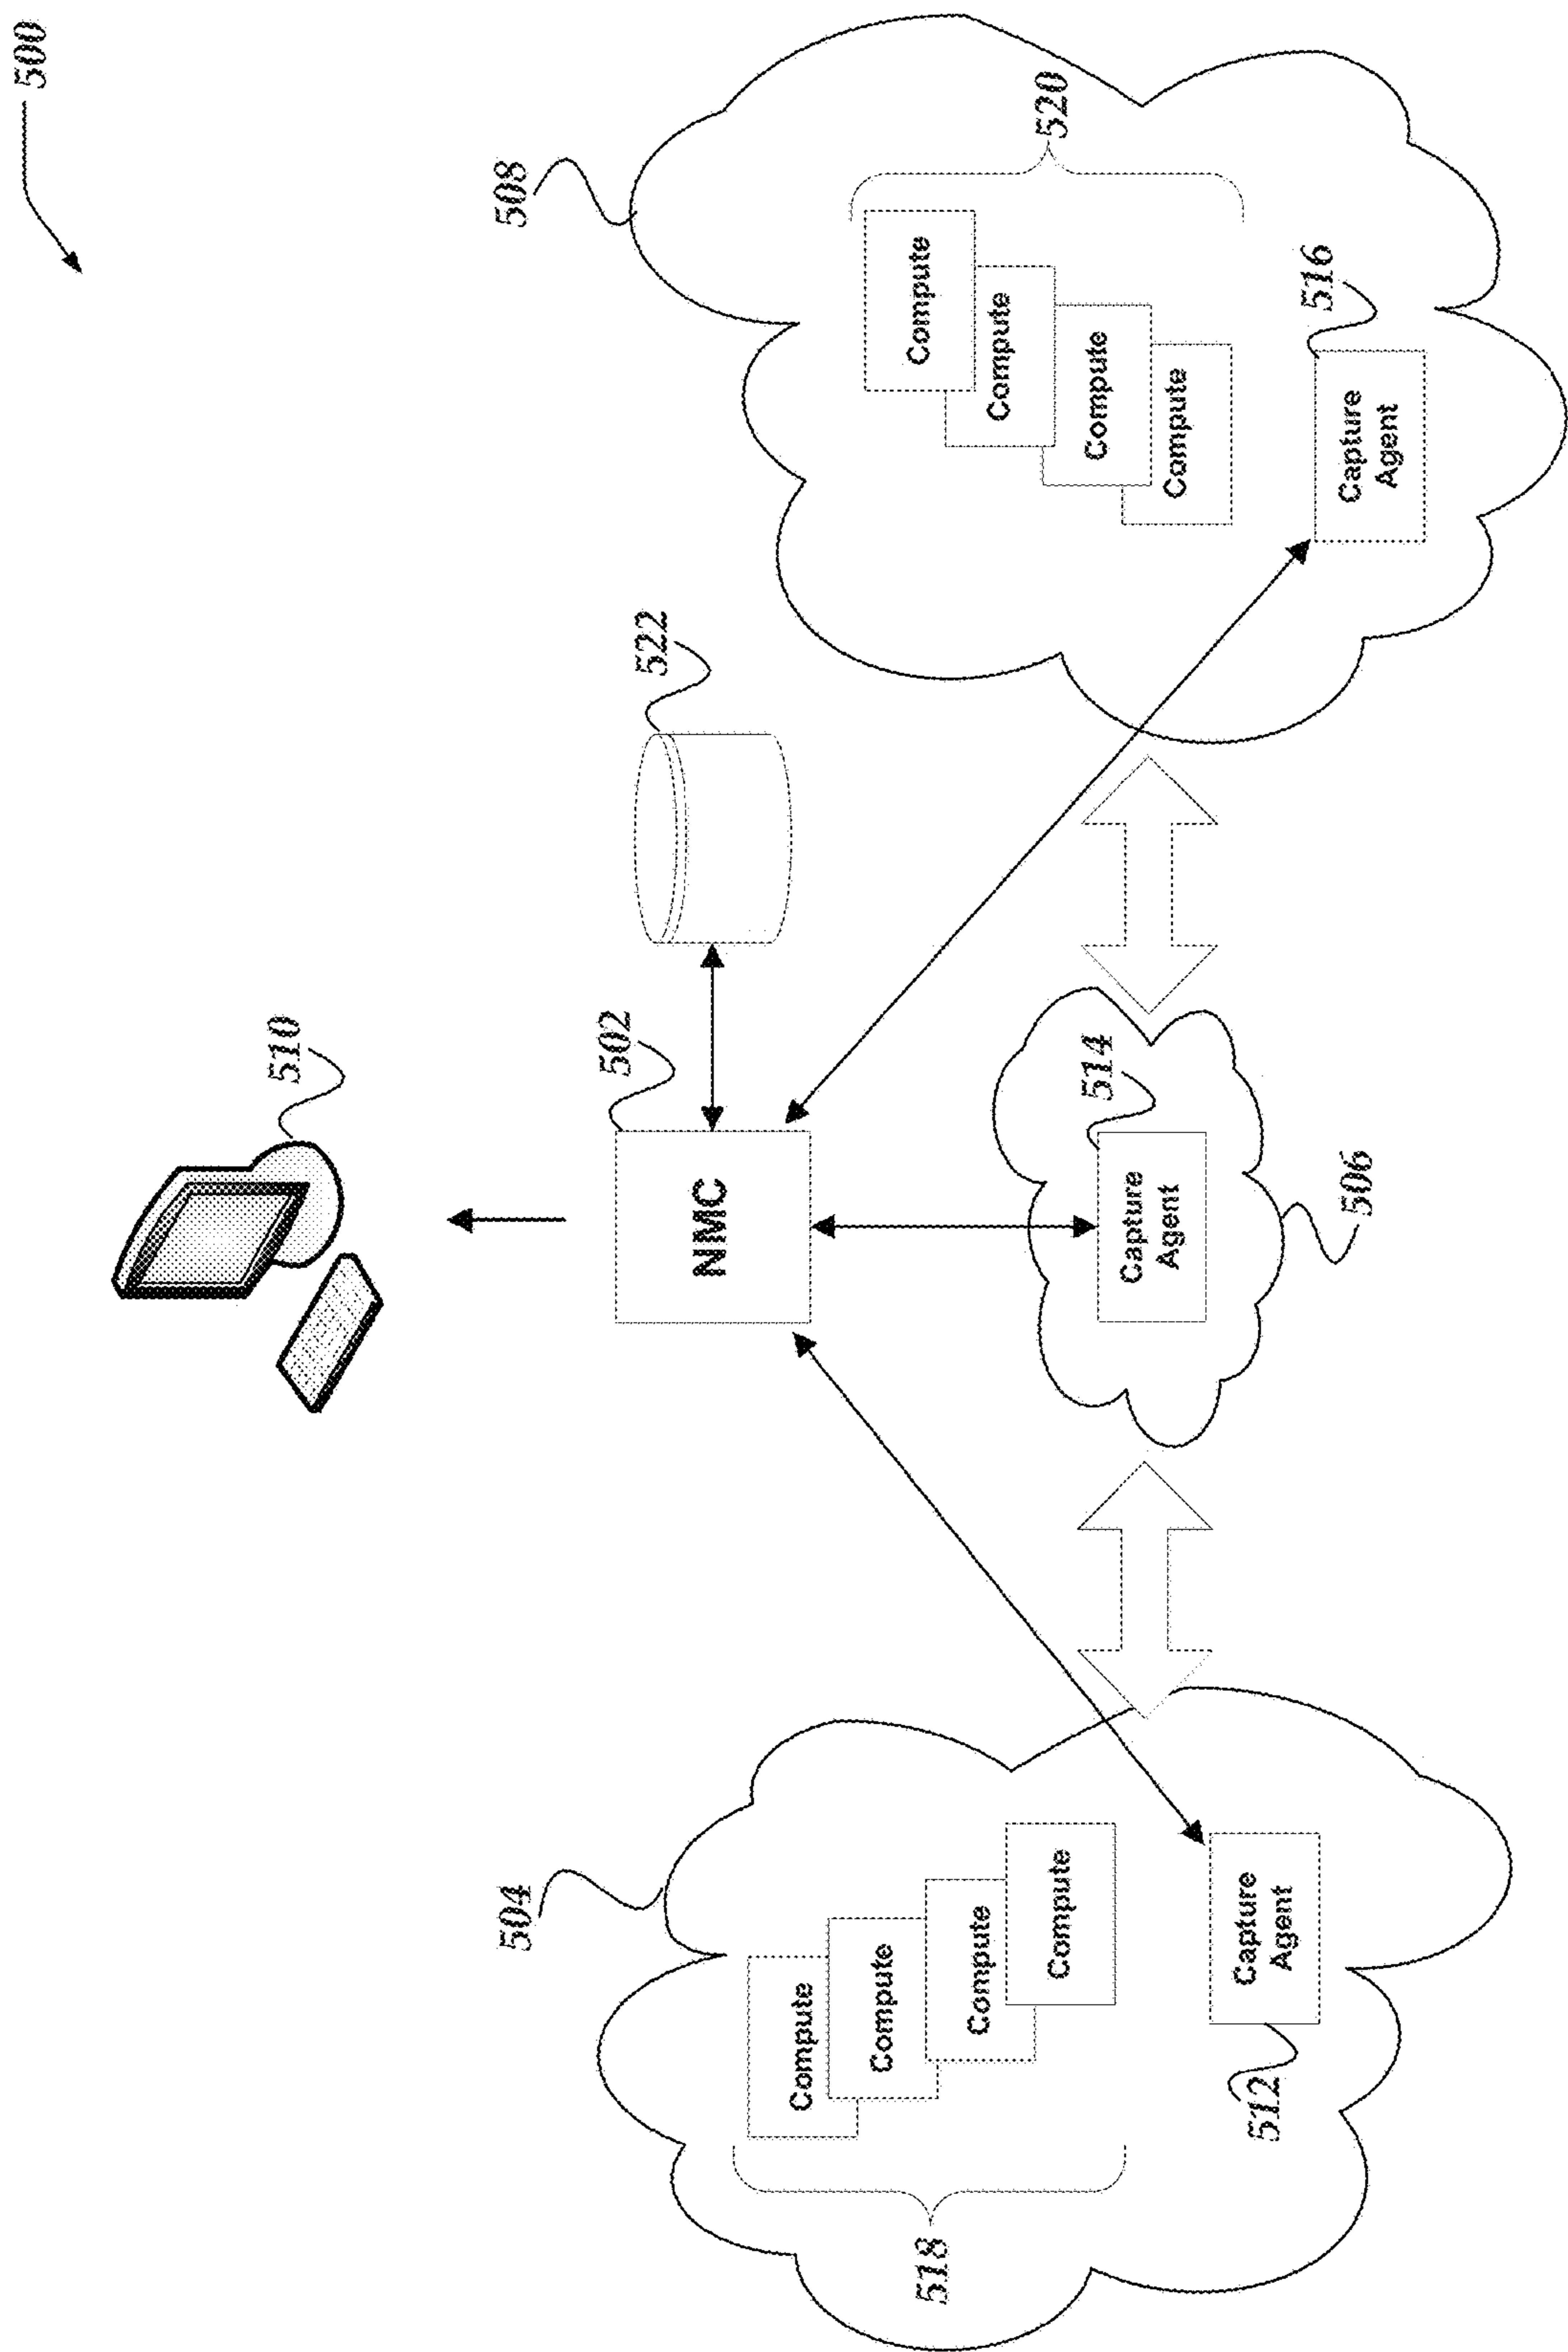 500
510
504
508
502
522
NMC
Compute
Compute
Compute
Compute
518
Compute
Compute
Compute
Compute
520
514
Capture
Agent
506
512
Capture
Agent
516
Capture
Agent